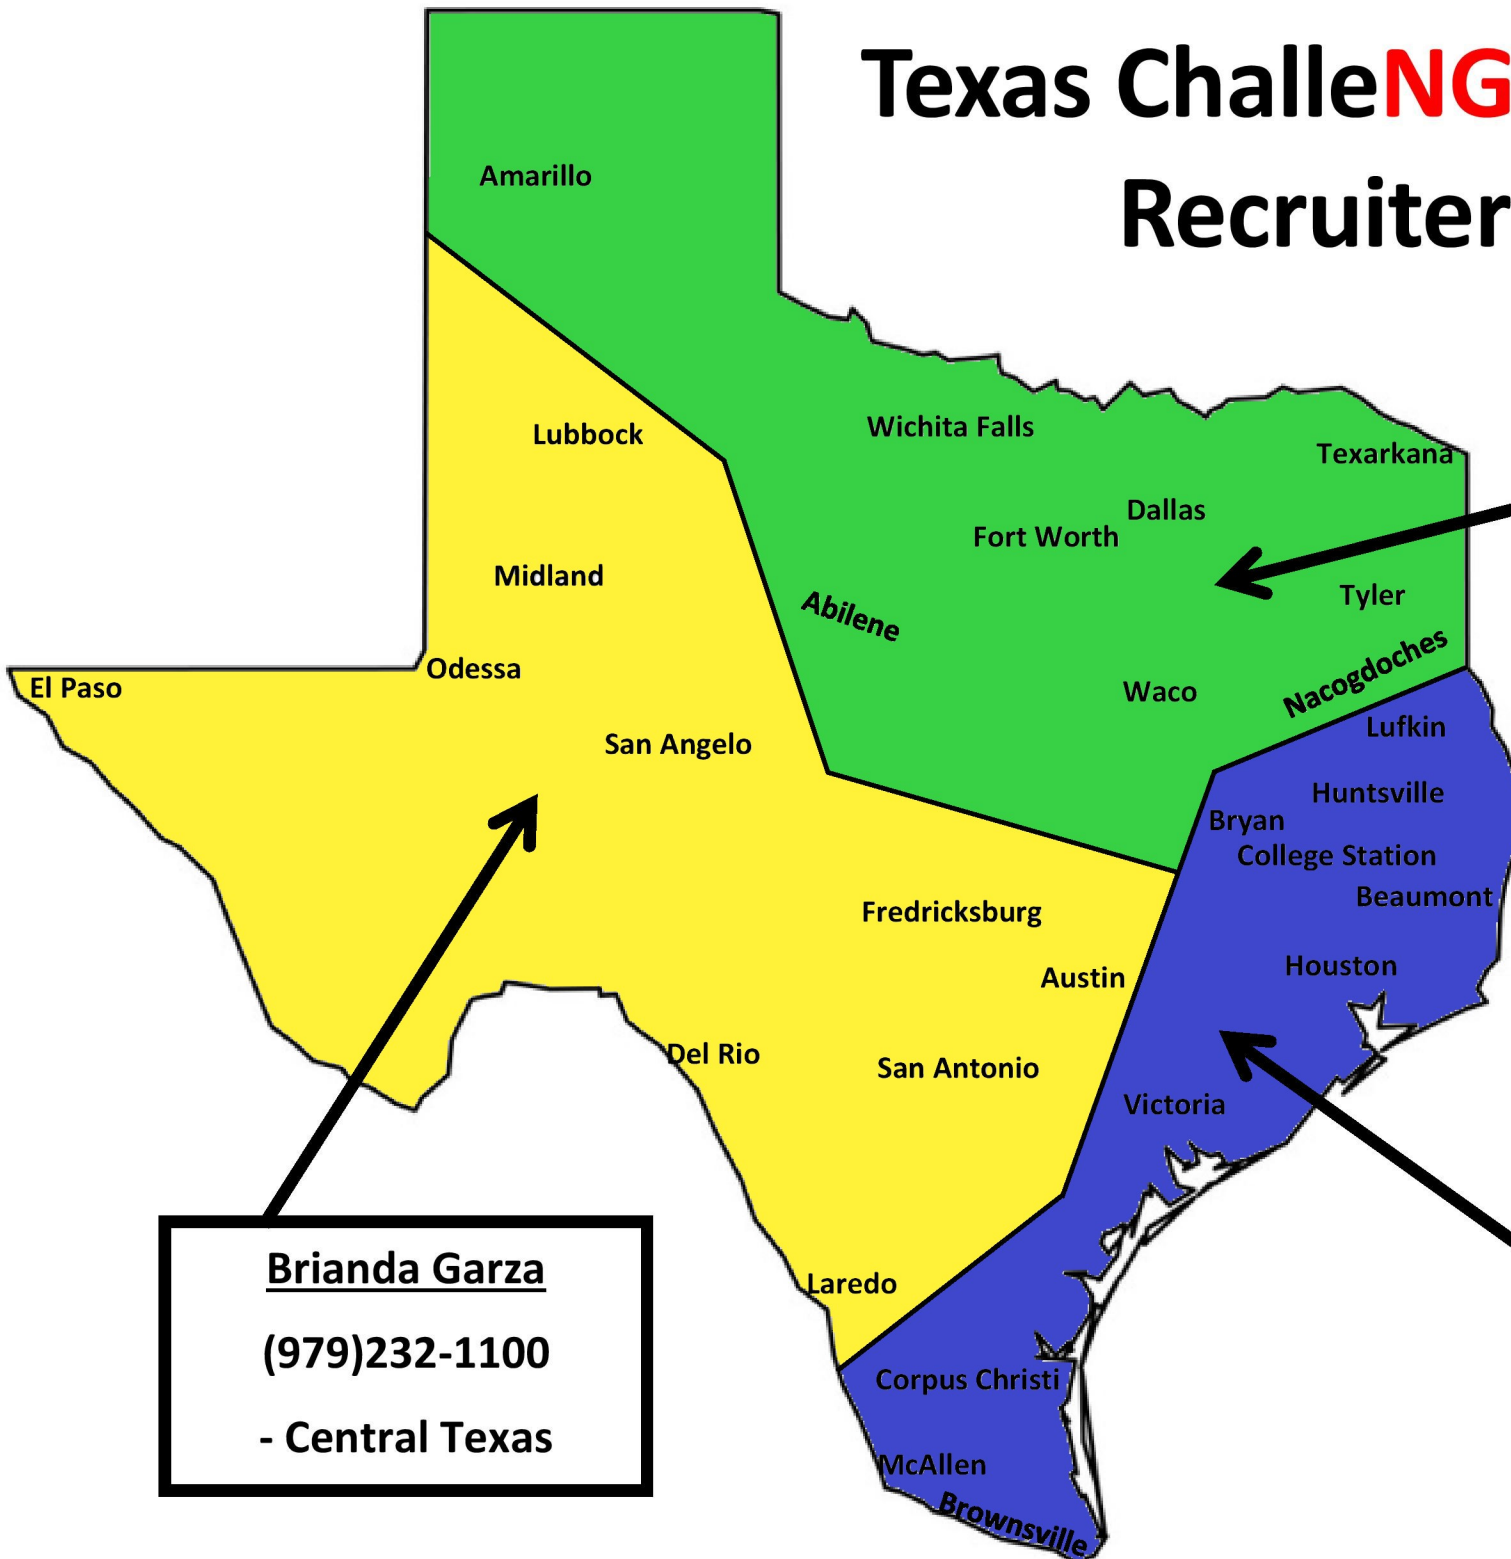 Texas ChalleNG
Recruiter
Amarillo
Lubbock
Wichita Falls
Texarkana
Dallas
Fort Worth
Midland
Abilene
Tyler
Odessa
El Paso
Nacogdoches
Waco
Lufkin
San Angelo
Huntsville
Bryan
College Station
Beaumont
Fredricksburg
Houston
Austin
Del Rio
San Antonio
Victoria
Laredo
Corpus Christi
McAllen
Brownsville
Brianda Garza
(979)232-1100
- Central Texas